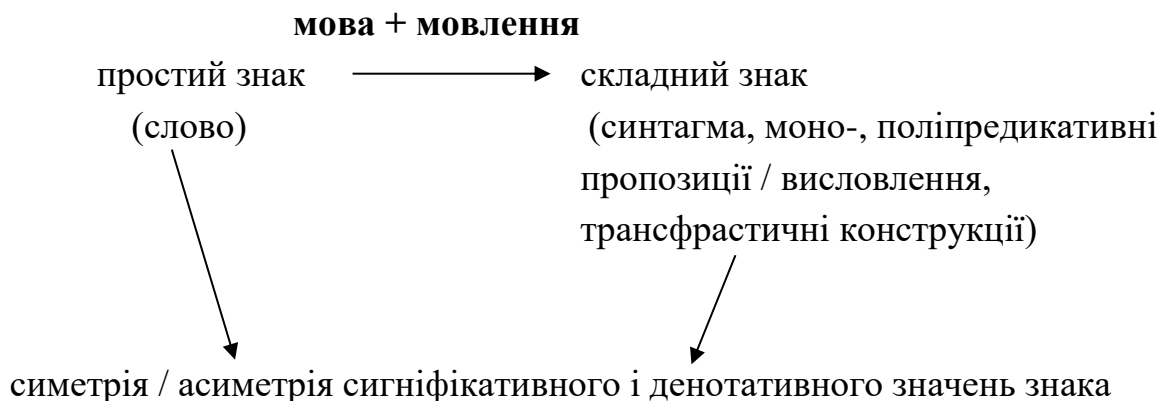 мова + мовлення
простий знак складний знак
(слово) (синтагма, моно-, поліпредикативні
пропозиції / висловлення,
трансфрастичні конструкції)
симетрія / асиметрія сигніфікативного і денотативного значень знака